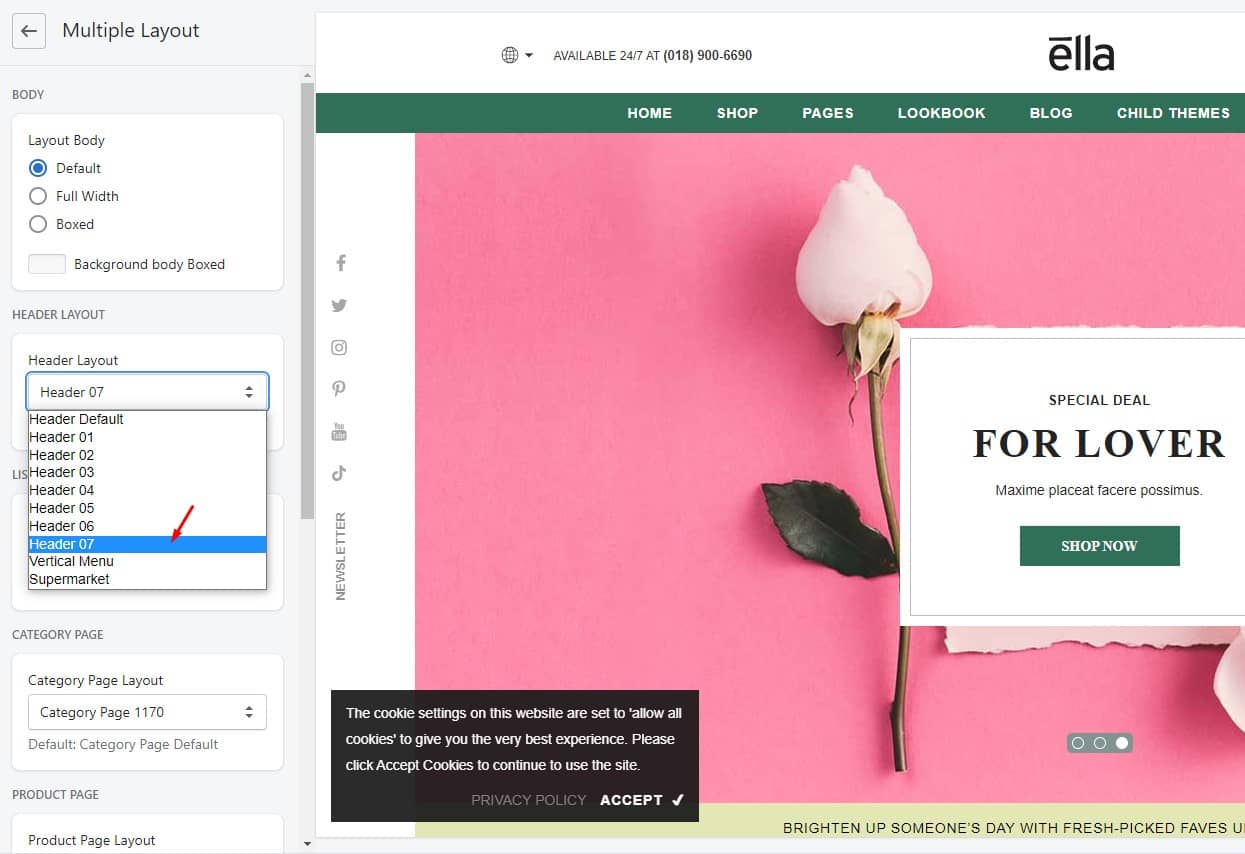 Multiple Layout
BODY
Layout Body
Default
Full Width
Boxed
Background body Boxed
HEADER LAYOUT
Header Layout
Header 07
Header Default
Header 01
Header 02
LIS
Header 03
Header 04
Header 05
Header 06
Header 07
Vertical Menu
Supermarket
CATEGORY PAGE
Category Page Layout
Category Page 1170
Default: Category Page Default
PRODUCT PAGE
Product Page Layout
AVAILABLE 24/7 AT (018) 900-6690
ēlla
HOME SHOP PAGES LOOKBOOK BLOG CHILD THEMES
You Tube
NEWSLETTER
SPECIAL DEAL
FOR LOVER
Maxime placeat facere possimus.
SHOP NOW
The cookie settings on this website are set to 'allow all
cookies' to give you the very best experience. Please
click Accept Cookies to continue to use the site.
PRIVACY POLICY ACCEPT ✓
BRIGHTEN UP SOMEONE'S DAY WITH FRESH-PICKED FAVES U